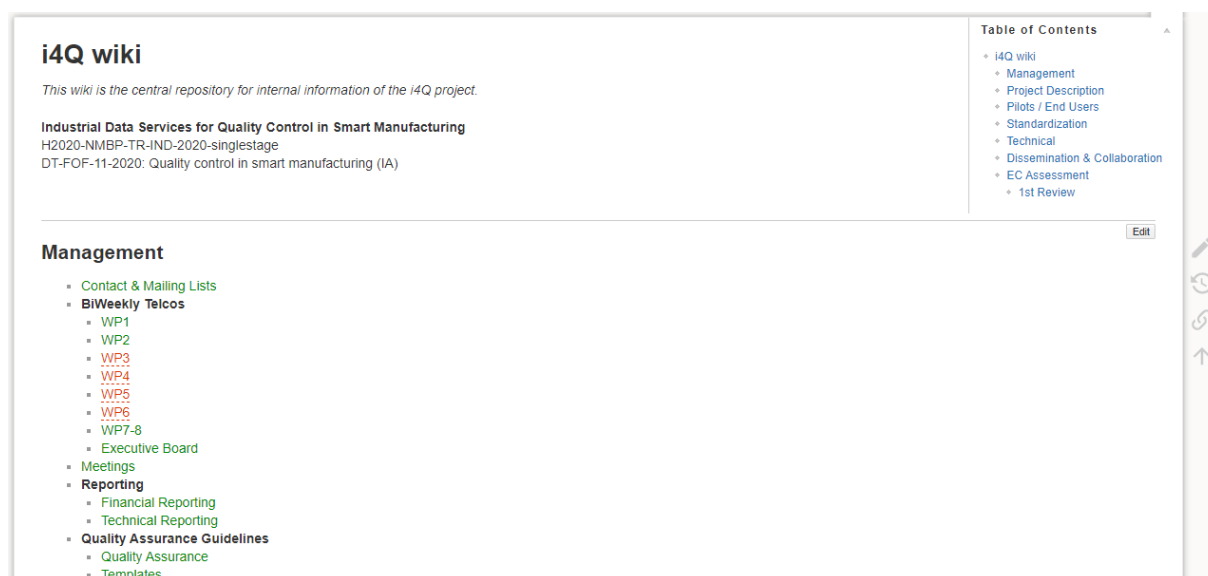 i4Q wiki
This wiki is the central repository for internal information of the i4Q project.
Industrial Data Services for Quality Control in Smart Manufacturing
H2020-NMBP-TR-IND-2020-singlestage
DT-FOF-11-2020: Quality control in smart manufacturing (IA)
Table of Contents
i4Q wiki
Management
Project Description
Pilots / End Users
Standardization
Technical
Dissemination & Collaboration
EC Assessment
1st Review
Edit
Management
Contact & Mailing Lists
BiWeekly Telcos
WP1
WP2
WP3
WP4
WP5
WP6
WP7-8
Executive Board
Meetings
Reporting
Financial Reporting
Technical Reporting
Quality Assurance Guidelines
Quality Assurance
Templates